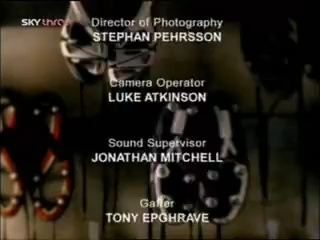 SKY three
Director of Photography
STEPHAN PEHRSSON
Camera Operator
LUKE ATKINSON
Sound Supervisor
JONATHAN MITCHELL
Gaffer
TONY EPGHRAVE